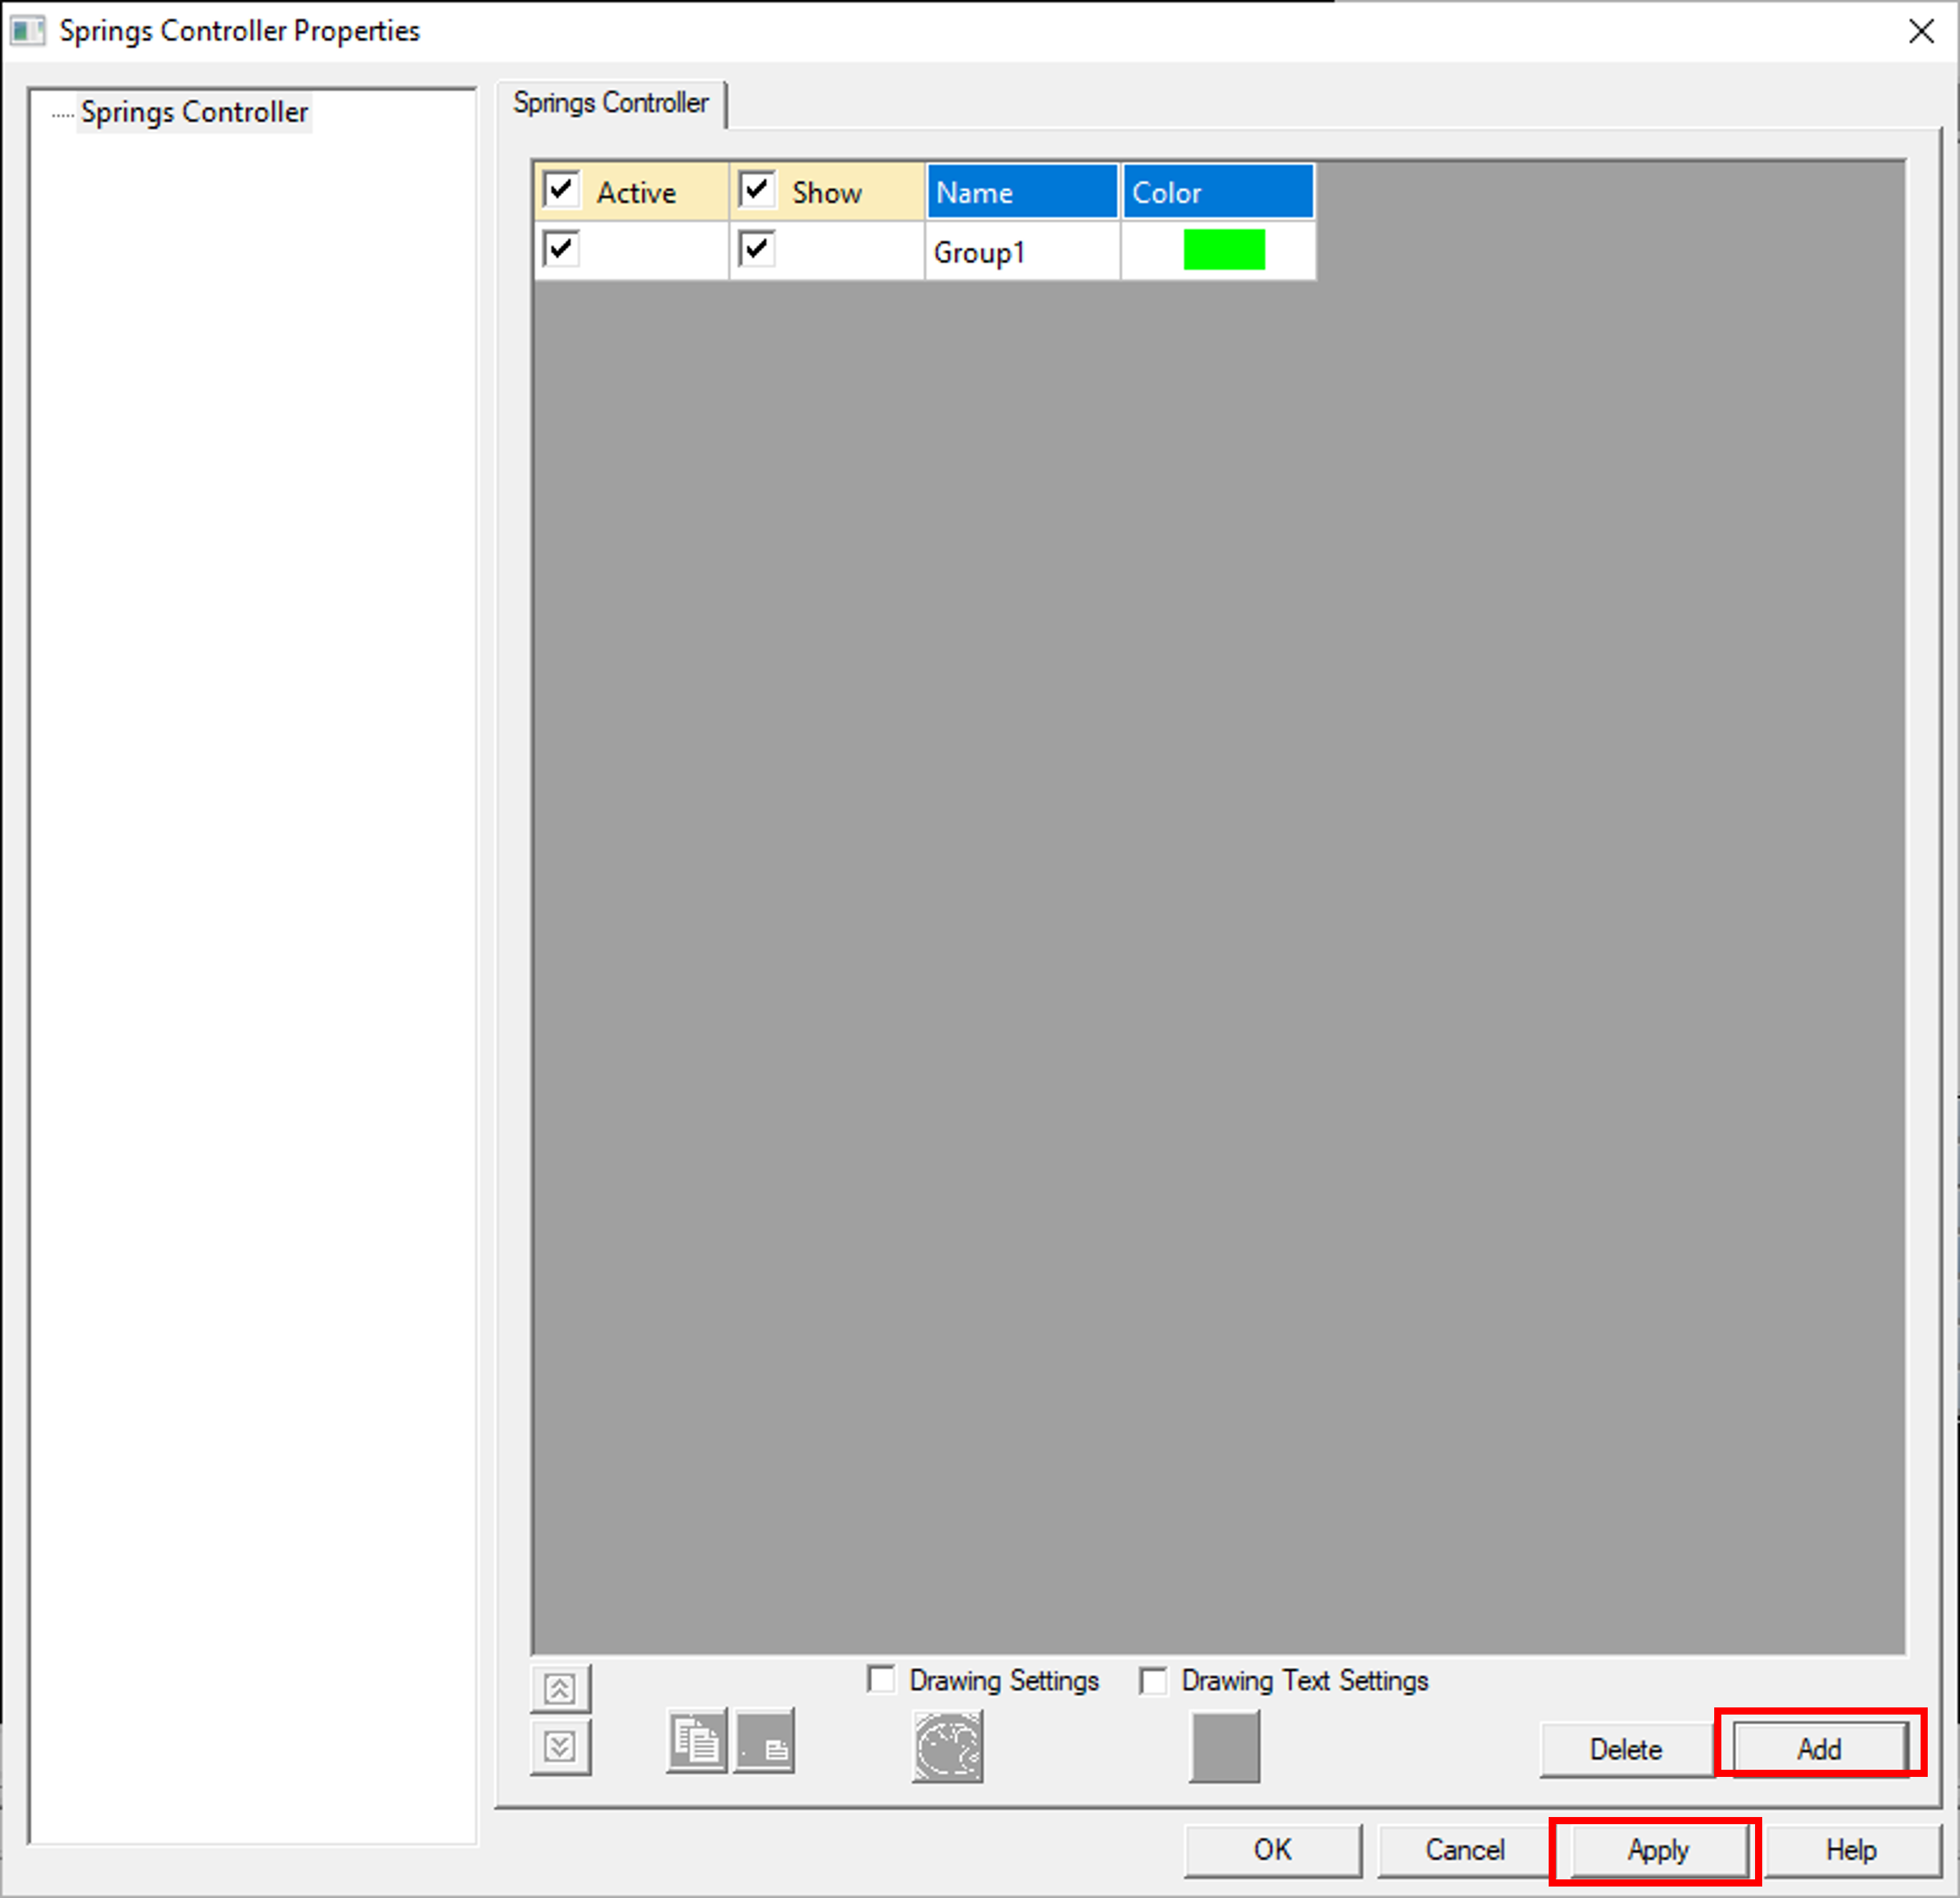 Springs Controller Properties
Springs Controller
Springs Controller
Active Show Name Color
Group1
Drawing Settings Drawing Text Settings
Delete Add
OK Cancel Apply Help